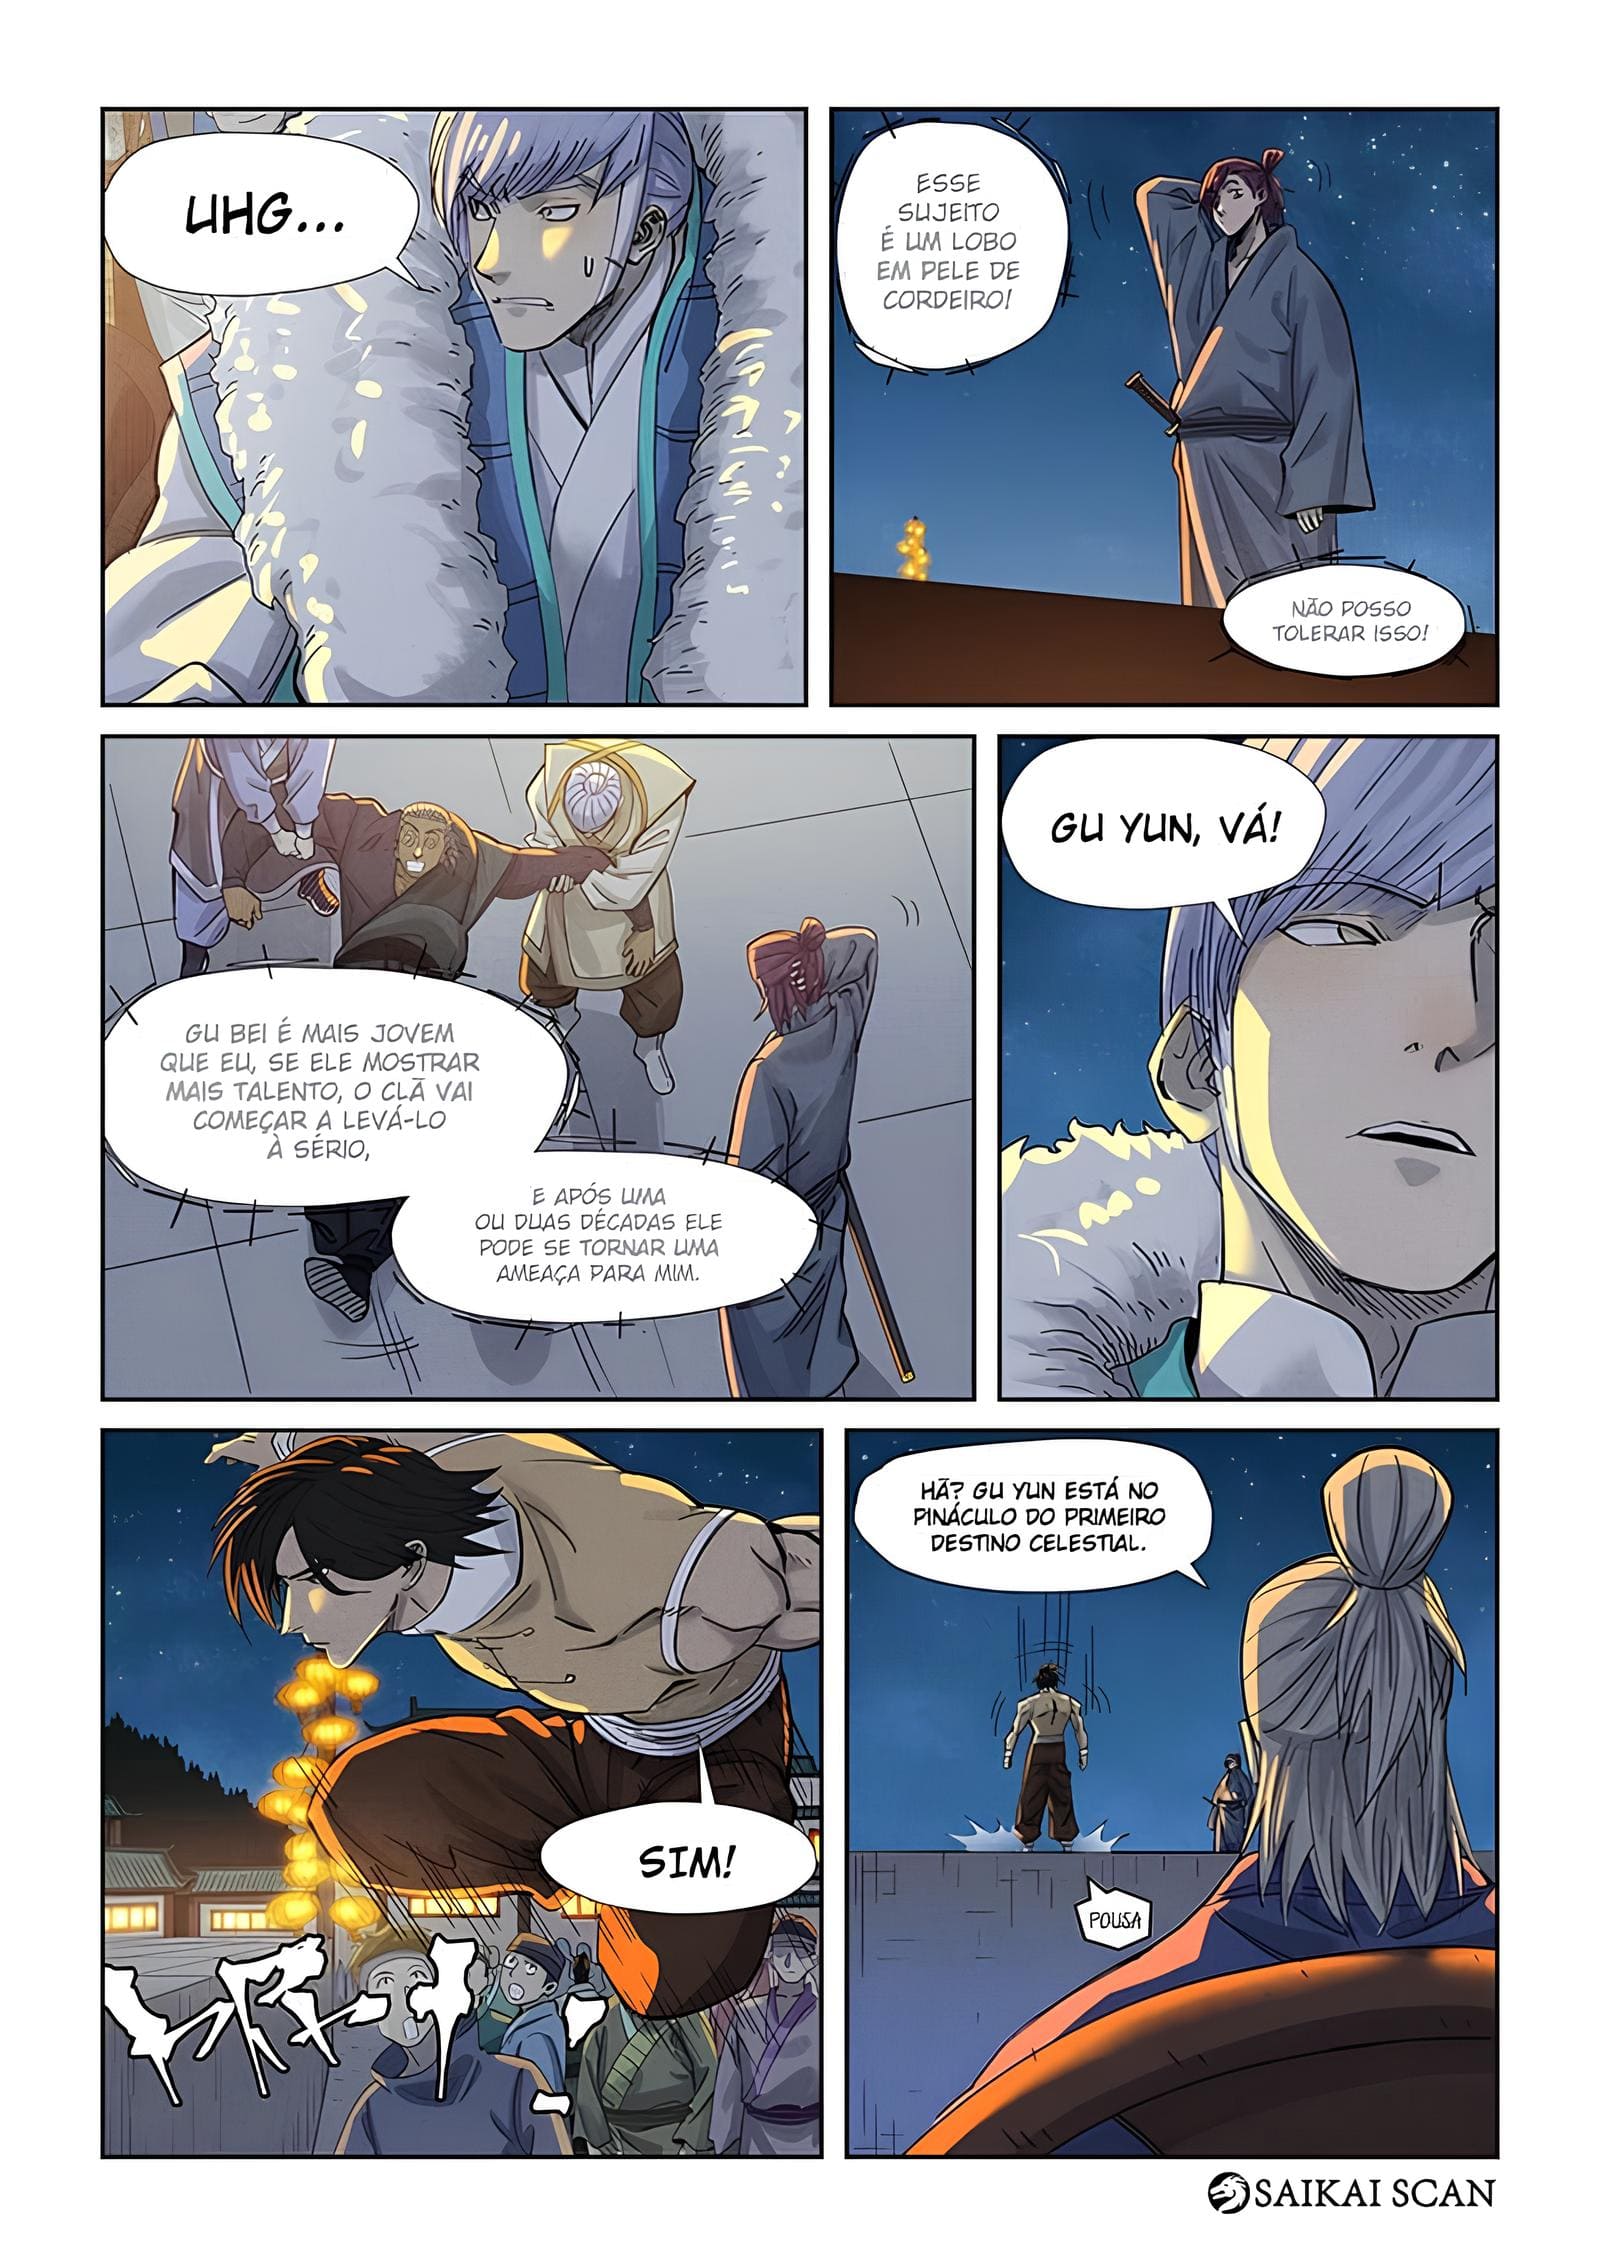 UHG...
ESSE
SUJEITO
É UM LOBO
EM PELE DE
CORDEIRO!
NÃO POSSO
TOLERAR ISSO!
GU BEI É MAIS JOVEM
QUE EU, SE ELE MOSTRAR
MAIS TALENTO, O CLÃ VAI
COMEÇAR A LEVÁ-LO
À SÉRIO,
E APÓS UMA
OU DUAS DÉCADAS ELE
PODE SE TORNAR UMA
AMEAÇA PARA MIM.
GU YUN, VÁ!
SIM!
HÃ? GU YUN ESTÁ NO
PINÁCULO DO PRIMEIRO
DESTINO CELESTIAL.
POUSA
SAIKAI SCAN